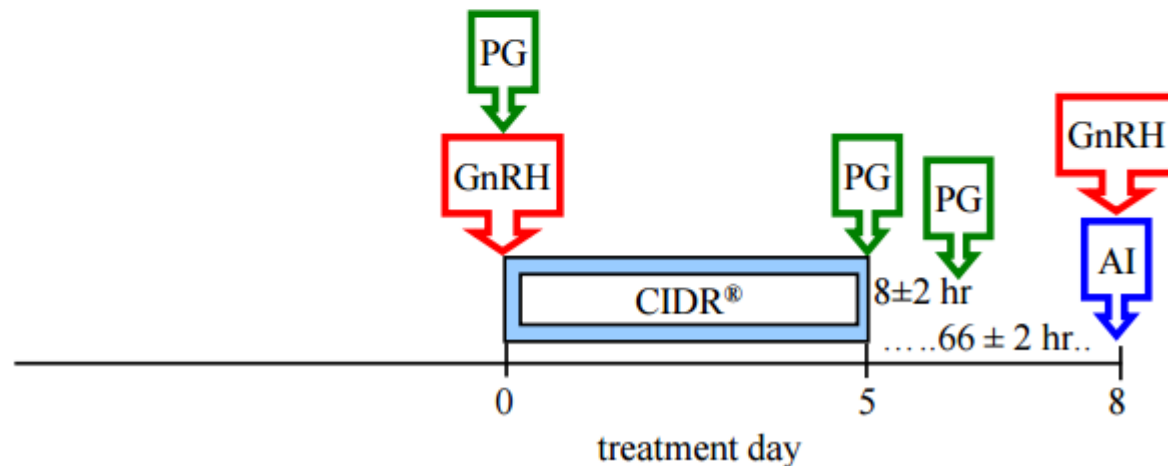 PG
GnRH
GnRH
PG
PG
AI
CIDR®
8±2 hr
.....66 ± 2 hr..
0
5
8
treatment day